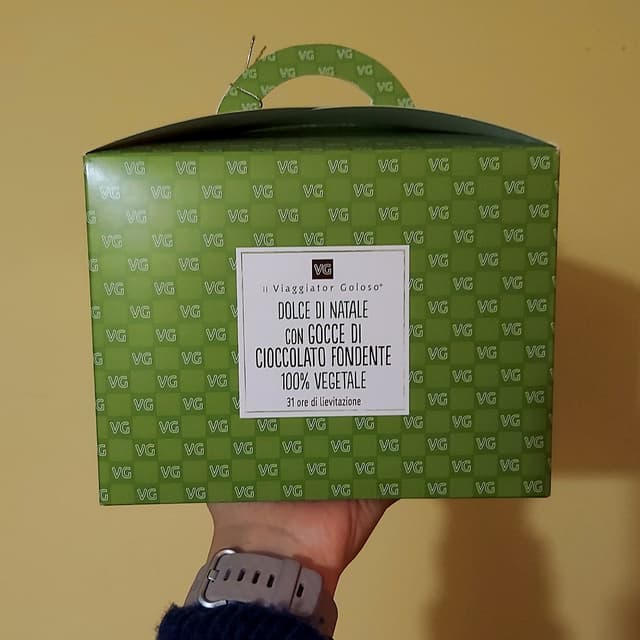 VG
il Viaggiator Goloso®
DOLCE DI NATALE
CON GOCCE DI
CIOCCOLATO FONDENTE
100% VEGETALE
31 ore di lievitazione